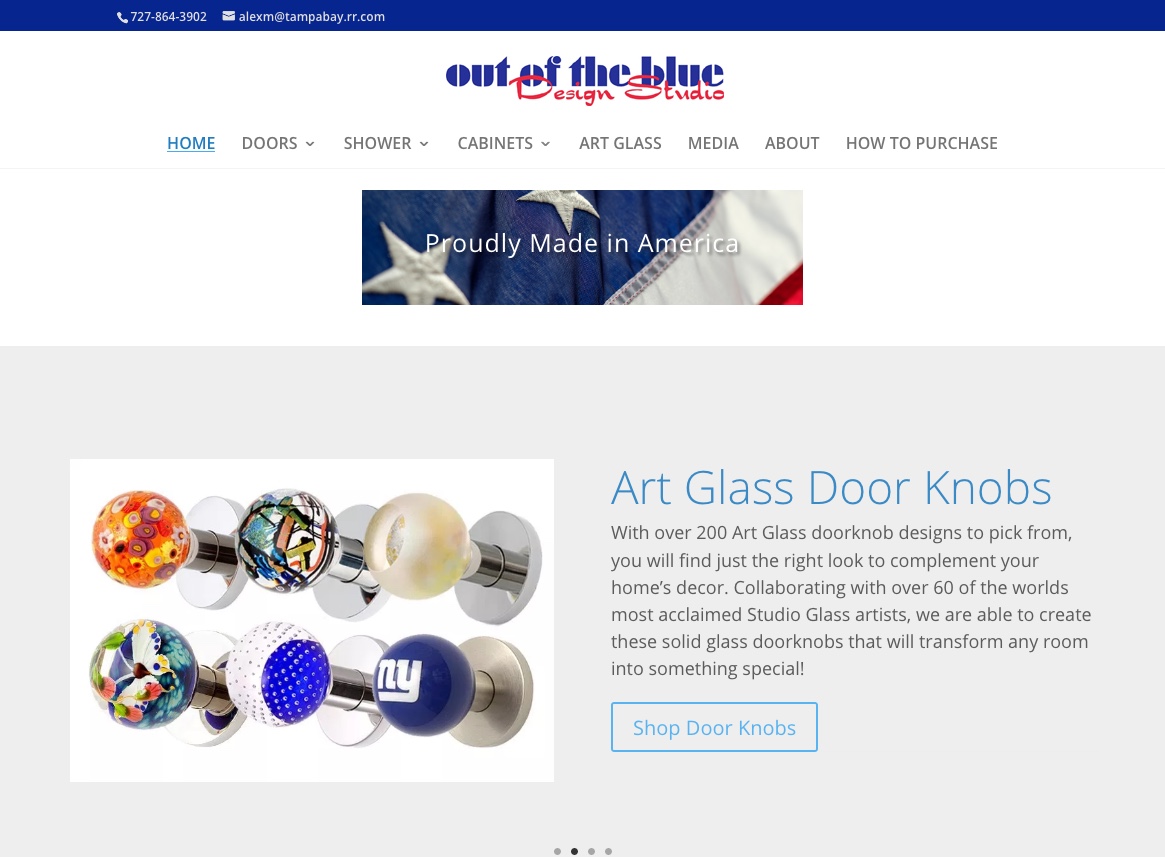 727-864-3902 alexm@tampabay.rr.com
out of the blue
Design Studio
HOME DOORS SHOWER CABINETS ART GLASS MEDIA ABOUT HOW TO PURCHASE
Proudly Made in America
Art Glass Door Knobs
With over 200 Art Glass doorknob designs to pick from,
you will find just the right look to complement your
home’s decor. Collaborating with over 60 of the worlds
most acclaimed Studio Glass artists, we are able to create
these solid glass doorknobs that will transform any room
into something special!
ny
Shop Door Knobs